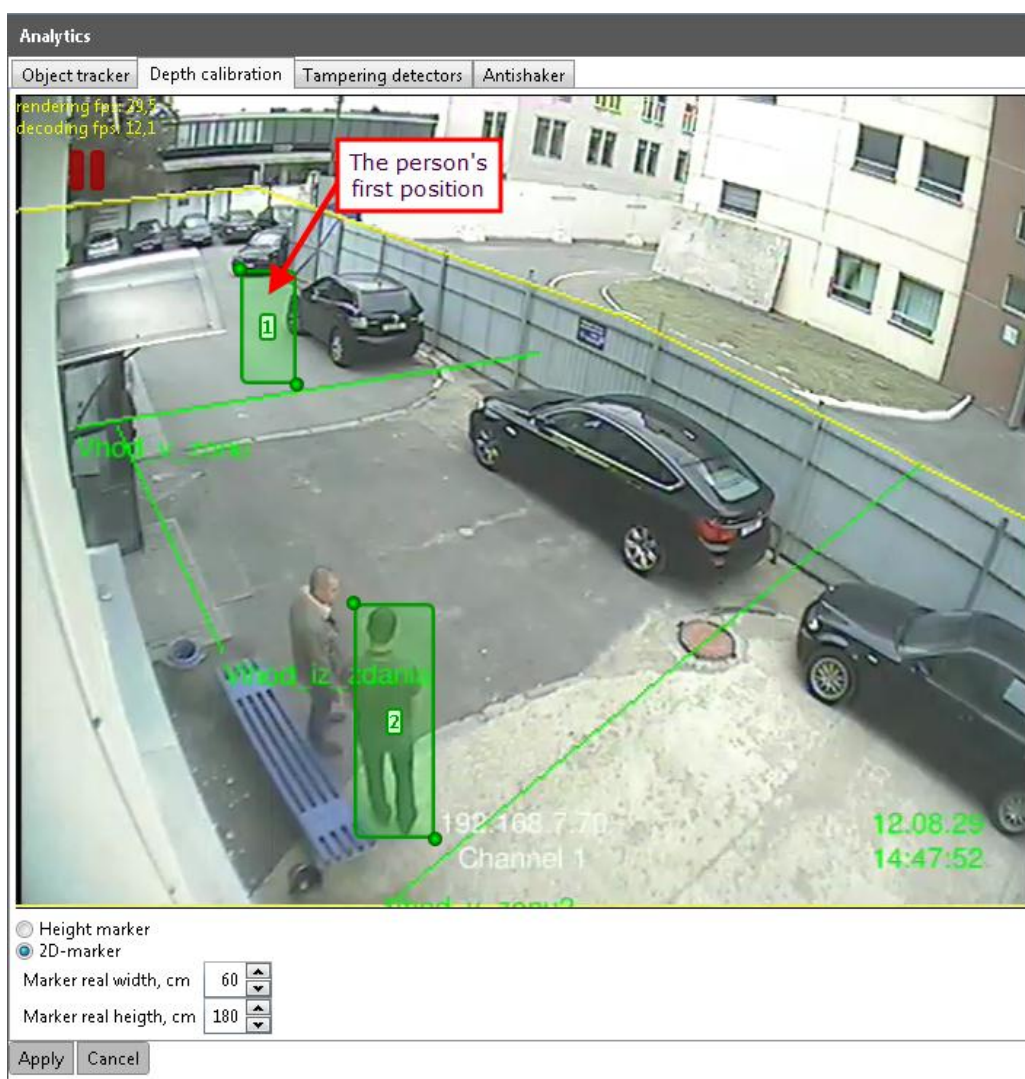 Analytics
Object tracker Depth calibration Tampering detectors Antishaker
rendering fps: 39,5
decoding fps: 12,1
The person's
first position
1
Vhod_v_zonu
Vihod_iz_zdaniu
2
192.168.7.70
Channel 1
12.08.29
14:47:52
Height marker
2D-marker
Marker real width, cm 60
Marker real heigth, cm 180
Apply Cancel